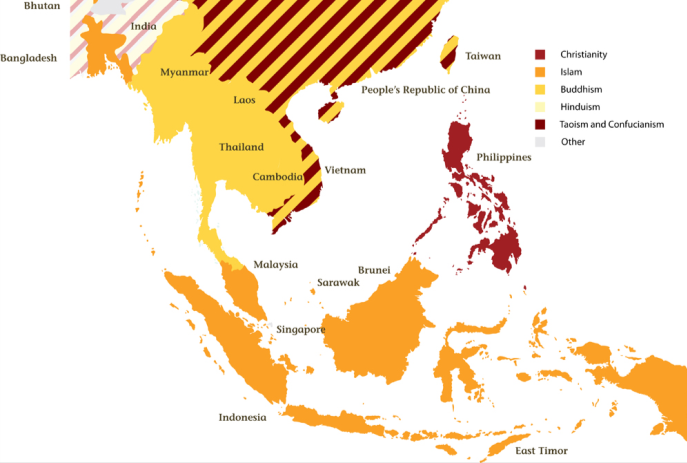 Bhutan
India
Bangladesh
Myanmar
Laos
Thailand
Cambodia
Vietnam
Taiwan
People's Republic of China
Philippines
Malaysia
Brunei
Sarawak
Singapore
Indonesia
East Timor
Christianity
Islam
Buddhism
Hinduism
Taoism and Confucianism
Other